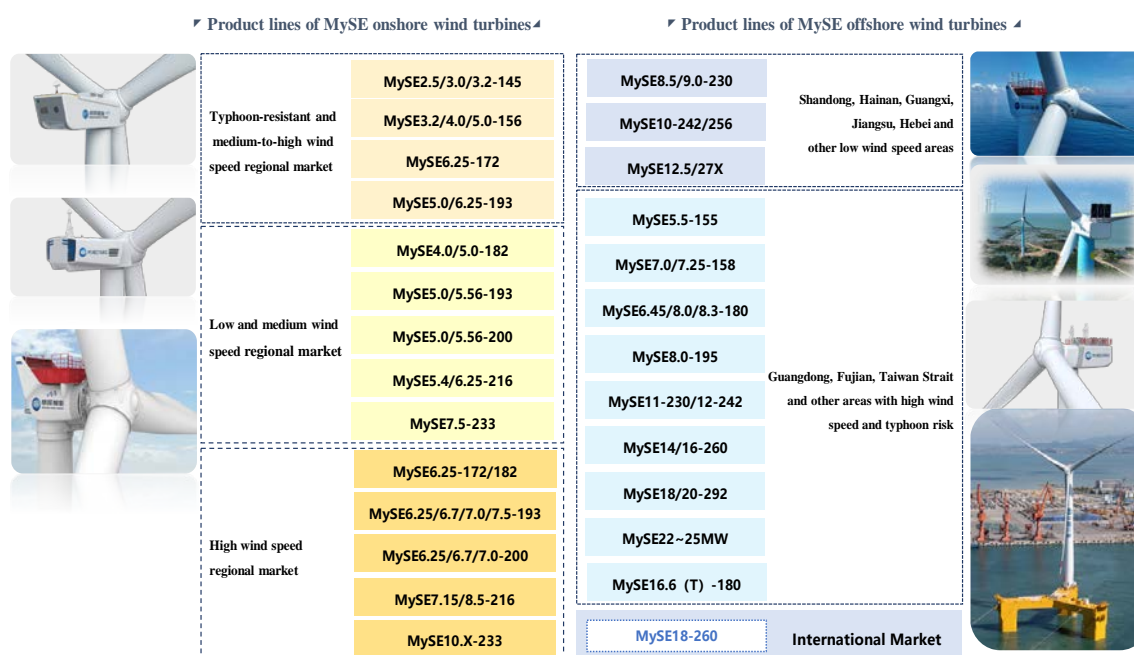 Product lines of MySE onshore wind turbines
Typhoon-resistant and
medium-to-high wind
speed regional market
MySE2.5/3.0/3.2-145
MySE3.2/4.0/5.0-156
MySE6.25-172
MySE5.0/6.25-193
Low and medium wind
speed regional market
MySE4.0/5.0-182
MySE5.0/5.56-193
MySE5.0/5.56-200
MySE5.4/6.25-216
MySE7.5-233
High wind speed
regional market
MySE6.25-172/182
MySE6.25/6.7/7.0/7.5-193
MySE6.25/6.7/7.0-200
MySE7.15/8.5-216
MySE10.X-233
Product lines of MySE offshore wind turbines
MySE8.5/9.0-230
MySE10-242/256
MySE12.5/27X
Shandong, Hainan, Guangxi,
Jiangsu, Hebei and
other low wind speed areas
MySE5.5-155
MySE7.0/7.25-158
MySE6.45/8.0/8.3-180
MySE8.0-195
MySE11-230/12-242
MySE14/16-260
MySE18/20-292
MySE22~25MW
MySE16.6 (T) -180
Guangdong, Fujian, Taiwan Strait
and other areas with high wind
speed and typhoon risk
MySE18-260
International Market